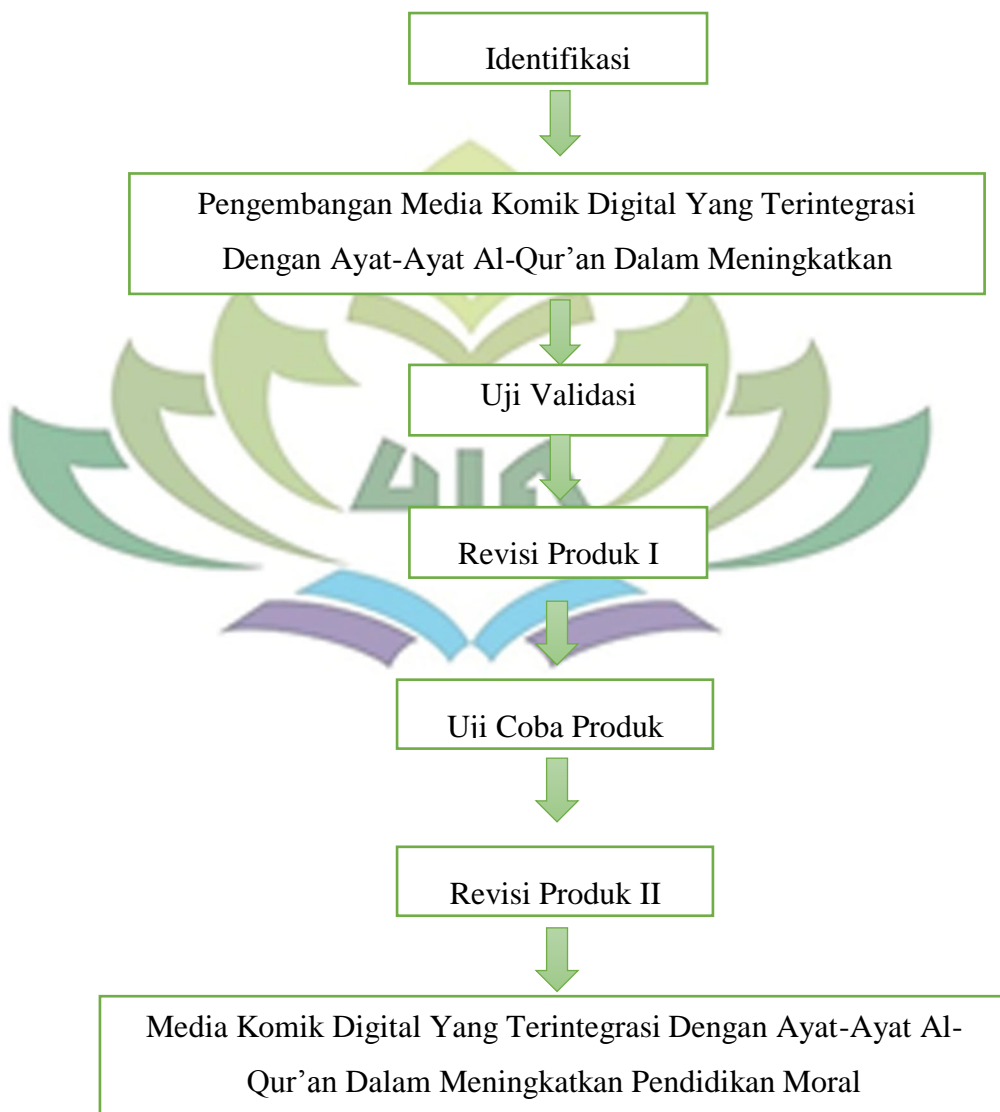 Identifikasi
Pengembangan Media Komik Digital Yang Terintegrasi
Dengan Ayat-Ayat Al-Qur’an Dalam Meningkatkan
Uji Validasi
Revisi Produk I
Uji Coba Produk
Revisi Produk II
Media Komik Digital Yang Terintegrasi Dengan Ayat-Ayat Al-
Qur’an Dalam Meningkatkan Pendidikan Moral